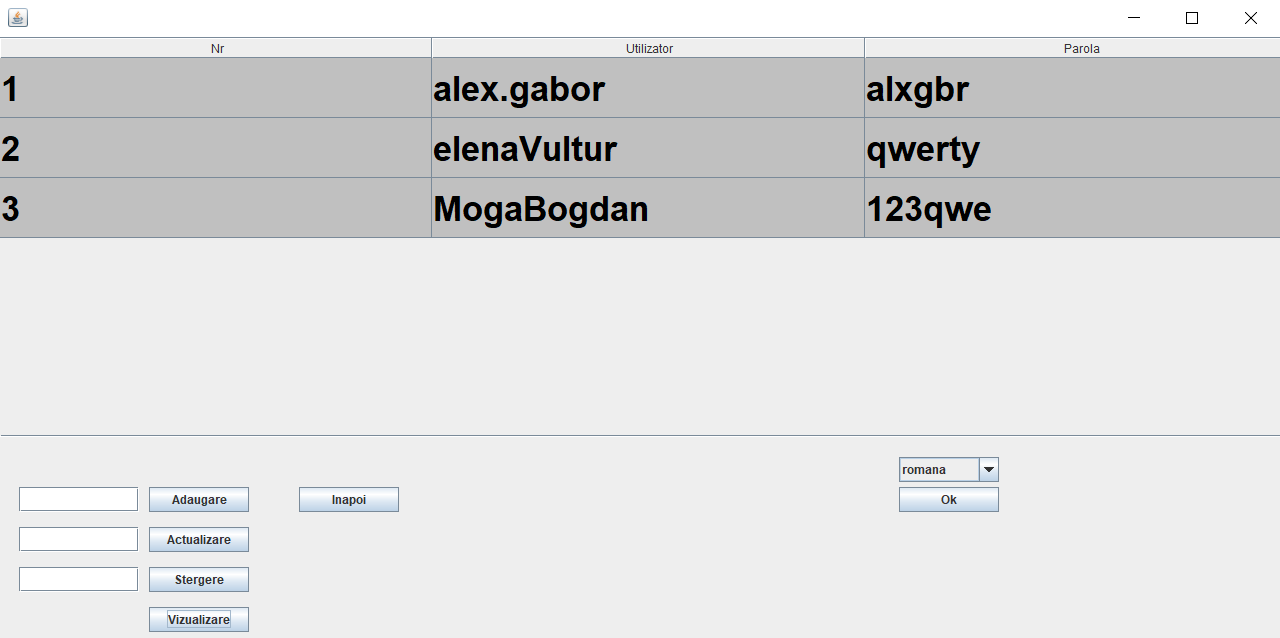 Nr Utilizator Parola
1 alex.gabor alxgbr
2 elenaVultur qwerty
3 MogaBogdan 123qwe
romana
Adaugare Inapoi Ok
Actualizare
Stergere
Vizualizare